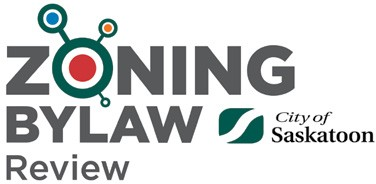 ZONING
BYLAW
Review
City of
Saskatoon